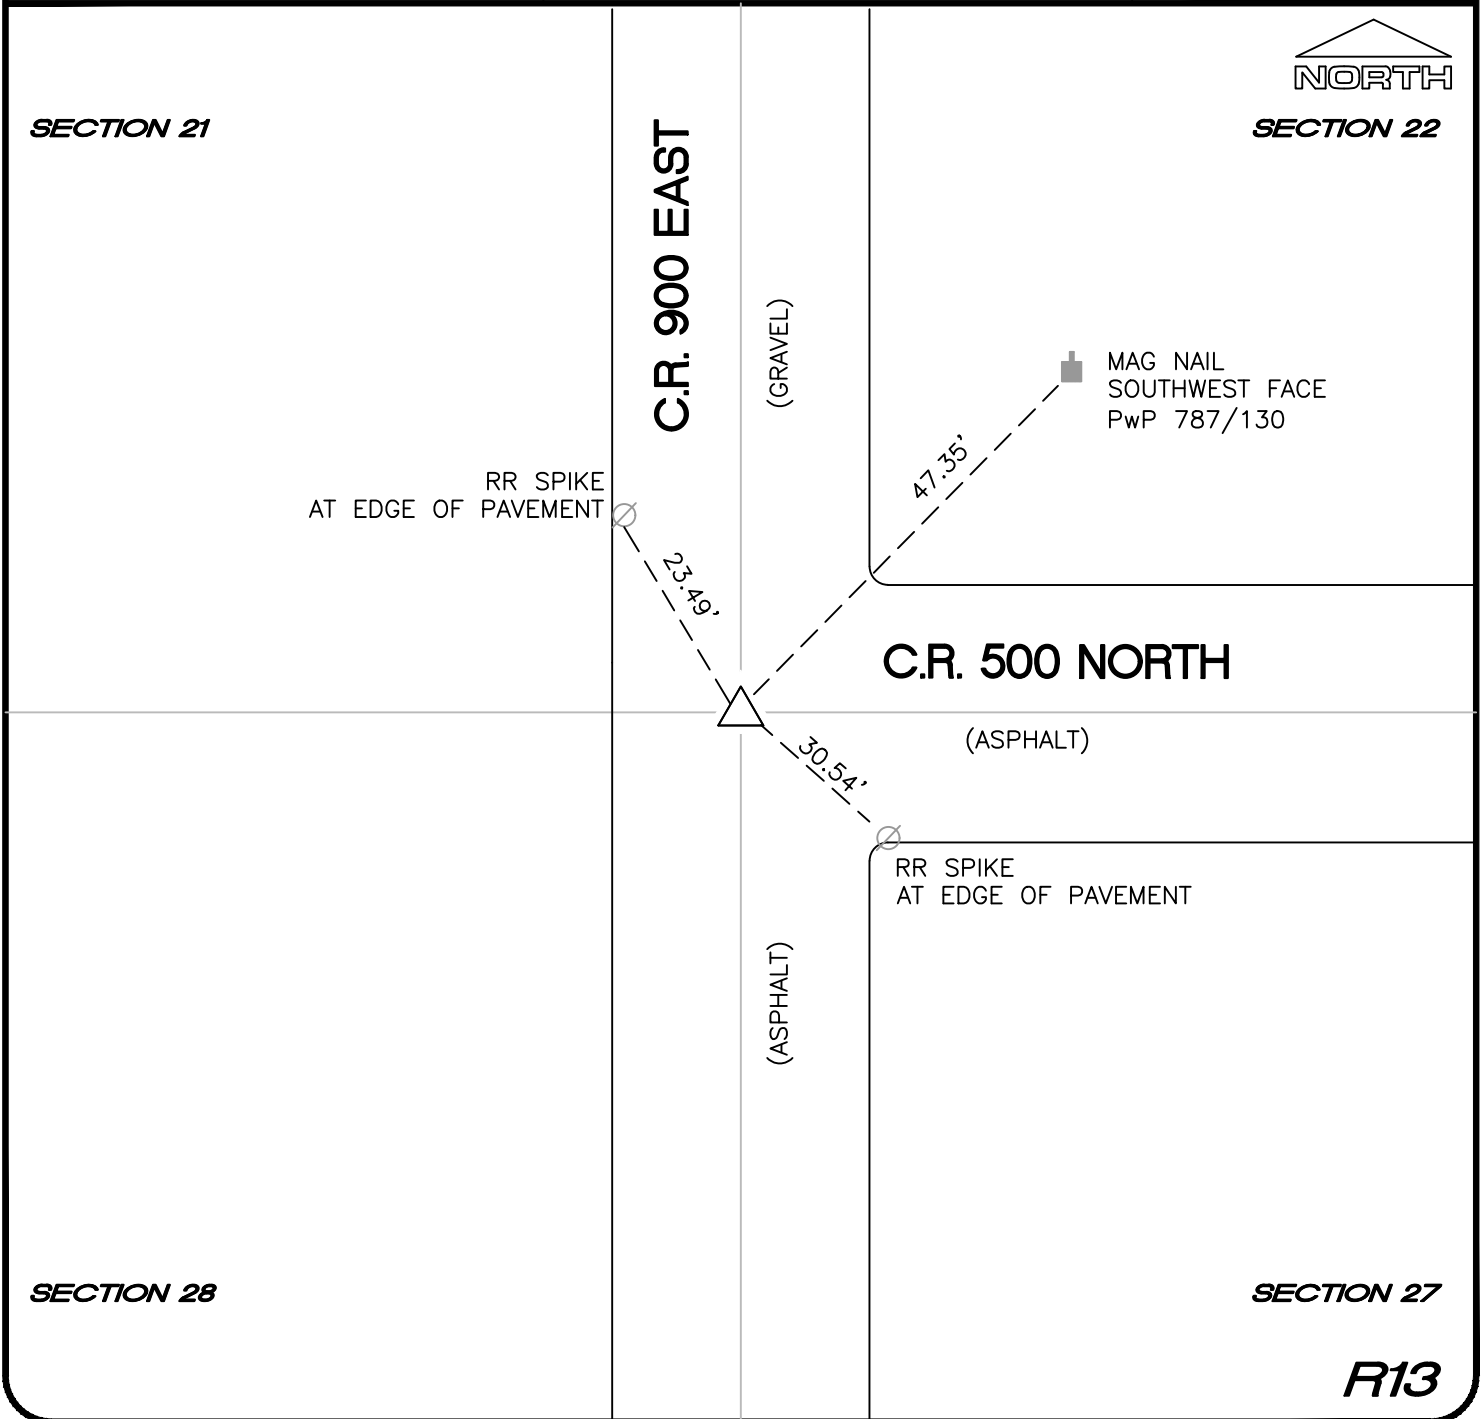 NORTH
SECTION 21
SECTION 22
C.R. 900 EAST
(GRAVEL)
MAG NAIL
SOUTHWEST FACE
PwP 787/130
47.35'
RR SPIKE
AT EDGE OF PAVEMENT
23.49'
C.R. 500 NORTH
(ASPHALT)
30.54'
RR SPIKE
AT EDGE OF PAVEMENT
(ASPHALT)
SECTION 28
SECTION 27
R13